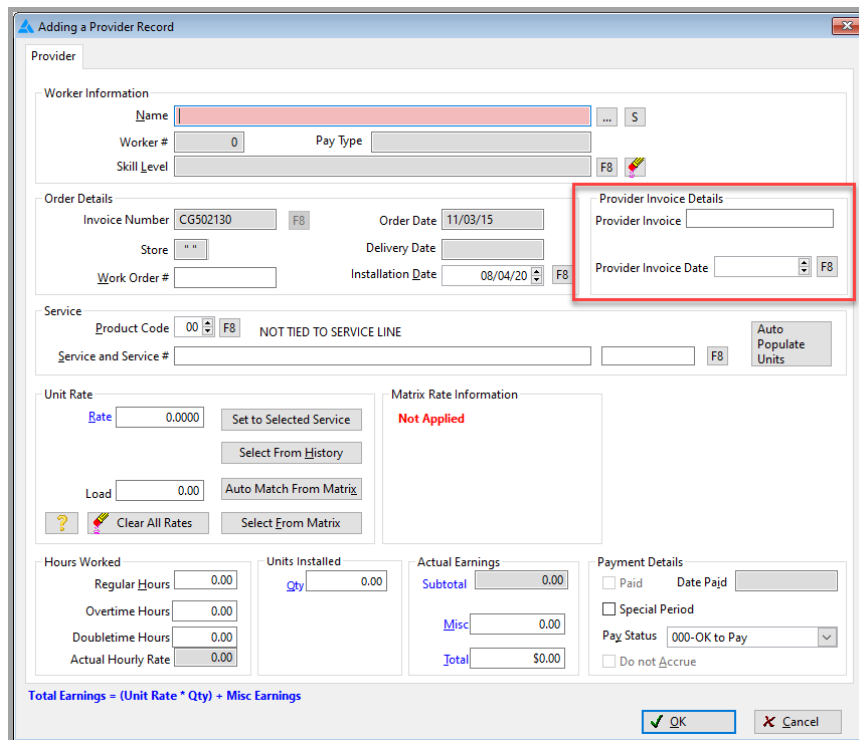 Adding a Provider Record
Provider
Worker Information
Name ... S
Worker # 0 Pay Type
Skill Level F8
Order Details
Invoice Number CG502130 F8 Order Date 11/03/15
Store " " Delivery Date
Work Order # Installation Date 08/04/20 F8
Provider Invoice Details
Provider Invoice
Provider Invoice Date F8
Service
Product Code 00 F8 NOT TIED TO SERVICE LINE
Service and Service # F8
Auto
Populate
Units
Unit Rate
Rate 0.0000 Set to Selected Service
Select From History
Load 0.00 Auto Match From Matrix
? Clear All Rates Select From Matrix
Matrix Rate Information
Not Applied
Hours Worked
Regular Hours 0.00
Overtime Hours 0.00
Doubletime Hours 0.00
Actual Hourly Rate 0.00
Units Installed
Qty 0.00
Actual Earnings
Subtotal 0.00
Misc 0.00
Total $0.00
Payment Details
Paid Date Paid
Special Period
Pay Status 000-OK to Pay
Do not Accrue
Total Earnings = (Unit Rate * Qty) + Misc Earnings
OK Cancel